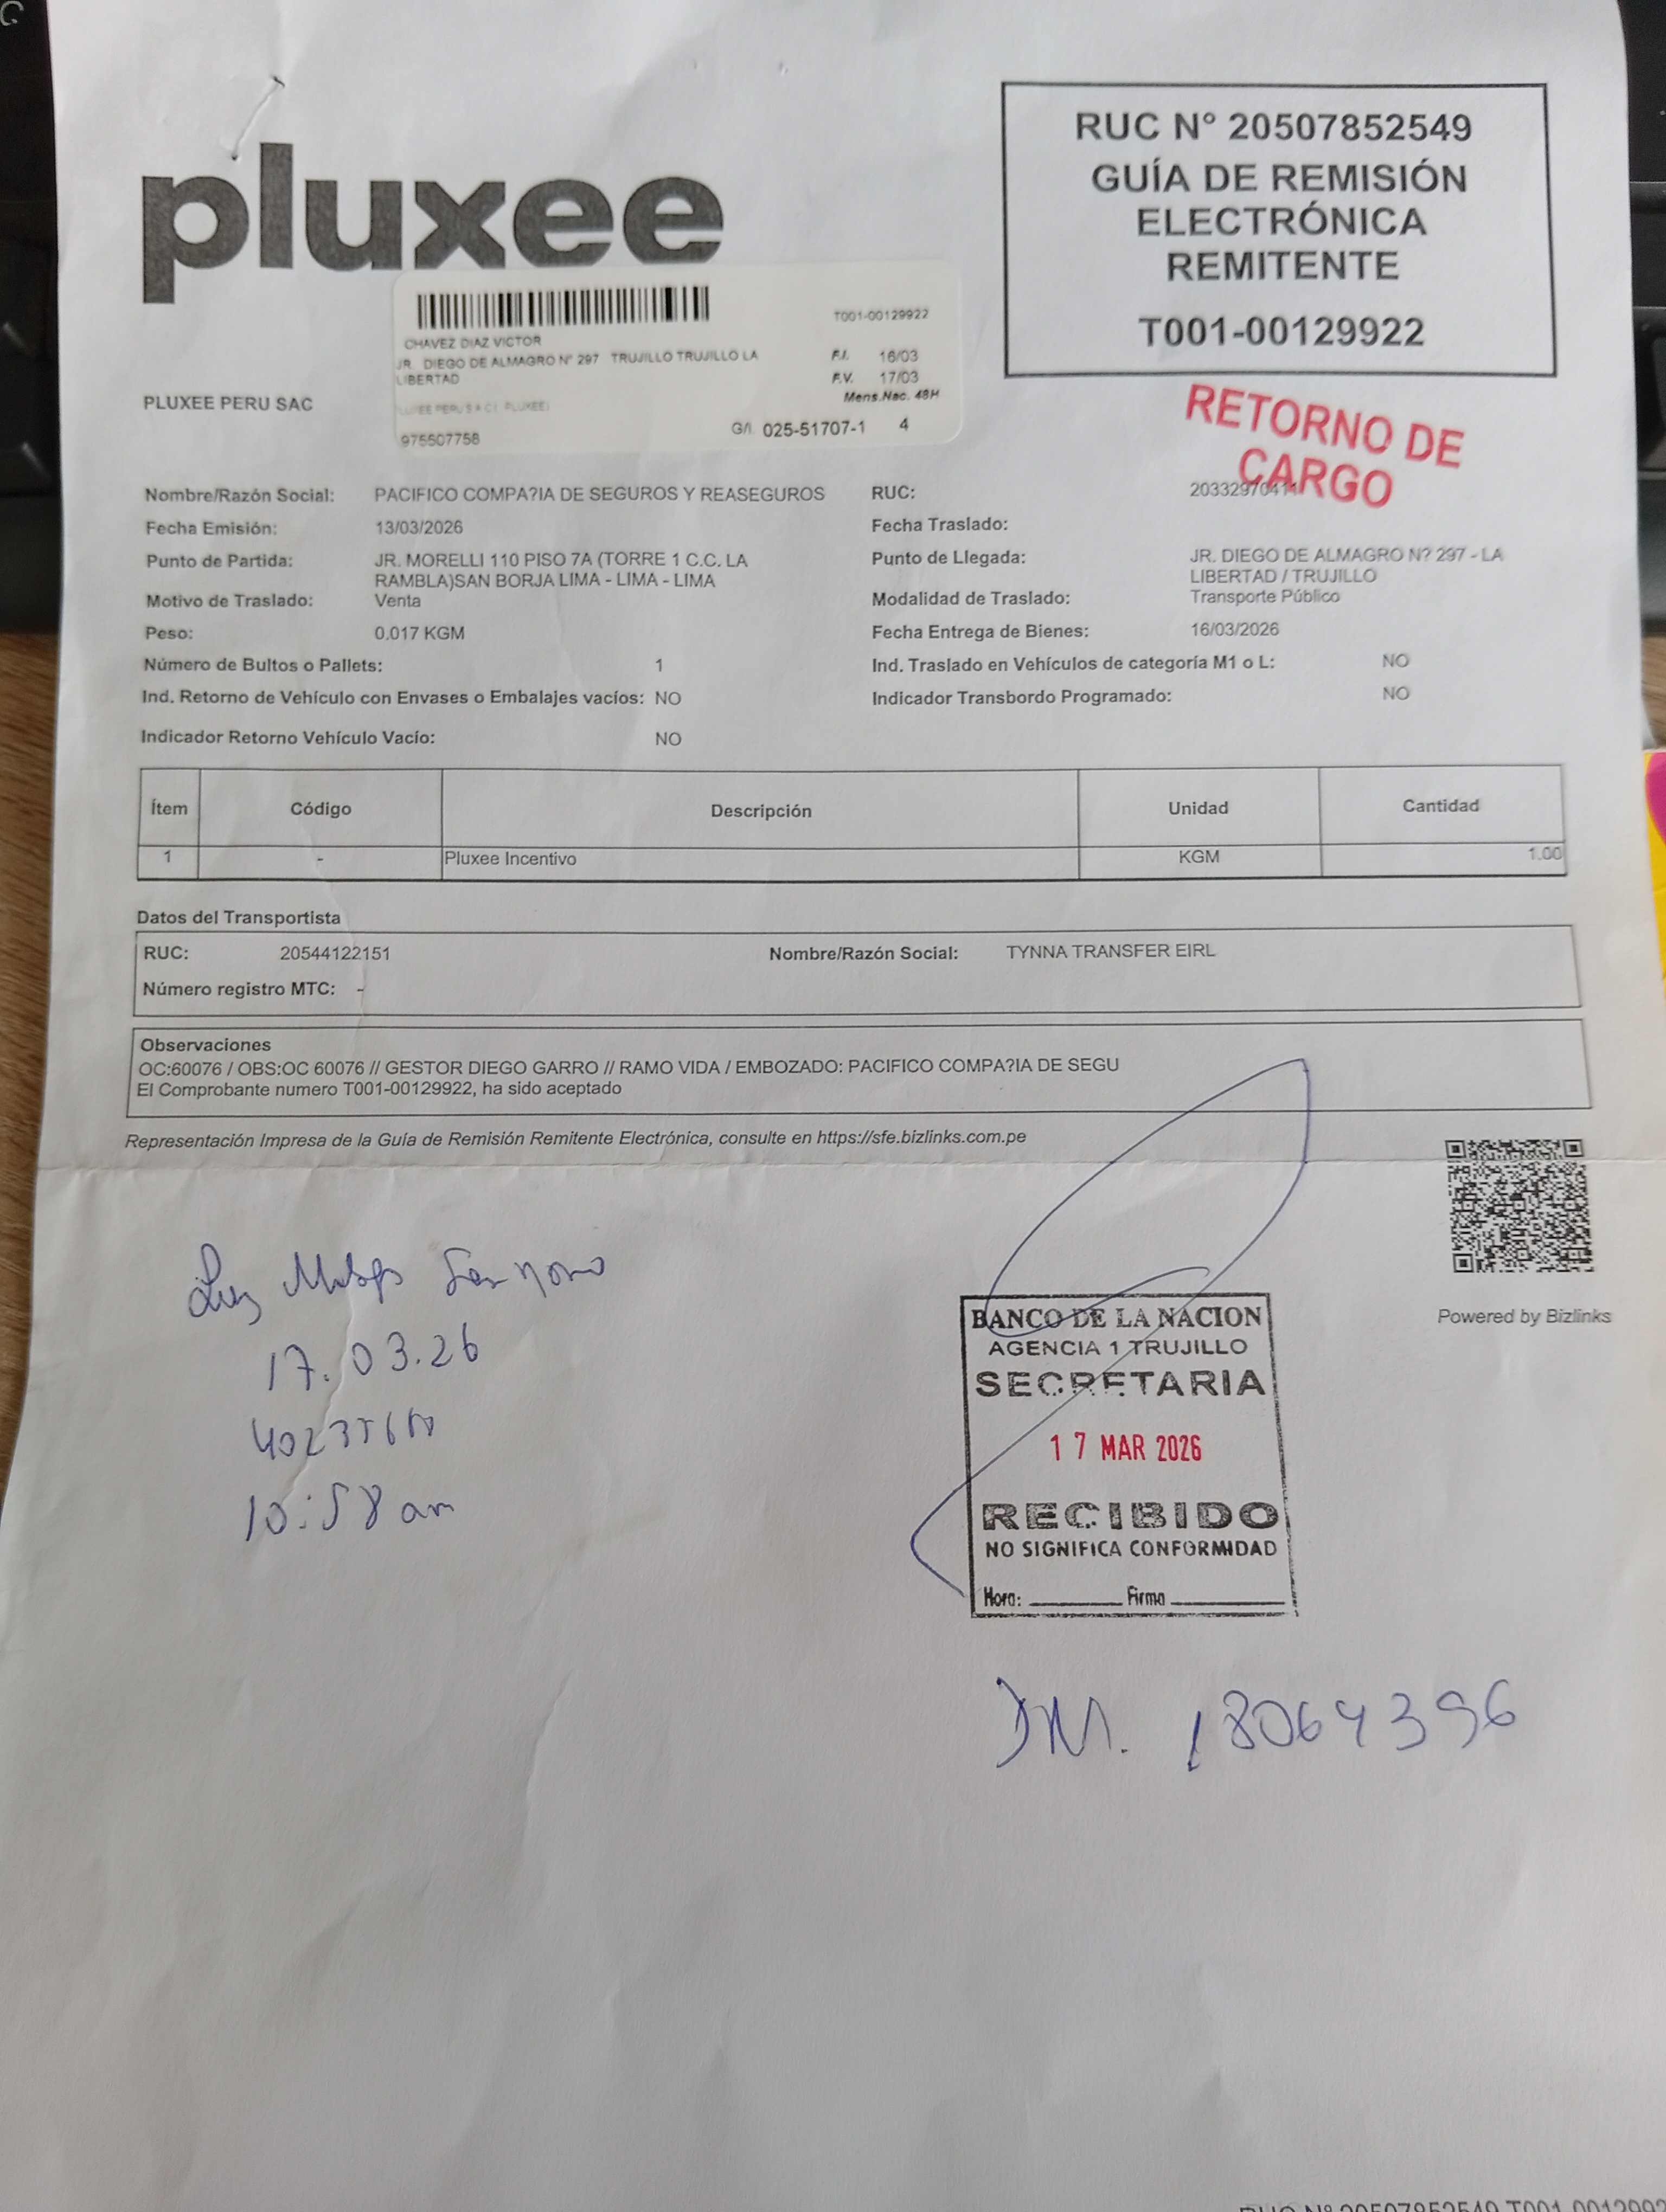 pluxee
RUC N° 20507852549
GUÍA DE REMISIÓN
ELECTRÓNICA
REMITENTE
T001-00129922
T001-00129922
CHAVEZ DIAZ VICTOR
JR. DIEGO DE ALMAGRO N° 297 TRUJILLO TRUJILLO LA
LIBERTAD
F.I. 16/03
F.V. 17/03
Mens.Nac. 48H
PLUXEE PERU S A C ( PLUXEE)
975507758
G/I. 025-51707-1 4
PLUXEE PERU SAC
RETORNO DE
CARGO
Nombre/Razón Social: PACIFICO COMPA?IA DE SEGUROS Y REASEGUROS
RUC: 20332970411
Fecha Emisión: 13/03/2026
Fecha Traslado:
Punto de Partida: JR. MORELLI 110 PISO 7A (TORRE 1 C.C. LA
RAMBLA)SAN BORJA LIMA - LIMA - LIMA
Punto de Llegada: JR. DIEGO DE ALMAGRO N? 297 - LA
LIBERTAD / TRUJILLO
Motivo de Traslado: Venta
Modalidad de Traslado: Transporte Público
Peso: 0.017 KGM
Fecha Entrega de Bienes: 16/03/2026
Número de Bultos o Pallets: 1
Ind. Traslado en Vehículos de categoría M1 o L: NO
Ind. Retorno de Vehículo con Envases o Embalajes vacíos: NO
Indicador Transbordo Programado: NO
Indicador Retorno Vehículo Vacío: NO
Ítem Código Descripción Unidad Cantidad
1 - Pluxee Incentivo KGM 1.00
Datos del Transportista
RUC: 20544122151 Nombre/Razón Social: TYNNA TRANSFER EIRL
Número registro MTC: -
Observaciones
OC:60076 / OBS:OC 60076 // GESTOR DIEGO GARRO // RAMO VIDA / EMBOZADO: PACIFICO COMPA?IA DE SEGU
El Comprobante numero T001-00129922, ha sido aceptado
Representación Impresa de la Guía de Remisión Remitente Electrónica, consulte en https://sfe.bizlinks.com.pe
Powered by Bizlinks
Luz
17.03.26
10:58 am
BANCO DE LA NACION
AGENCIA 1 TRUJILLO
SECRETARIA
17 MAR 2026
RECIBIDO
NO SIGNIFICA CONFORMIDAD
Hora: Firma
DNI. 18064396